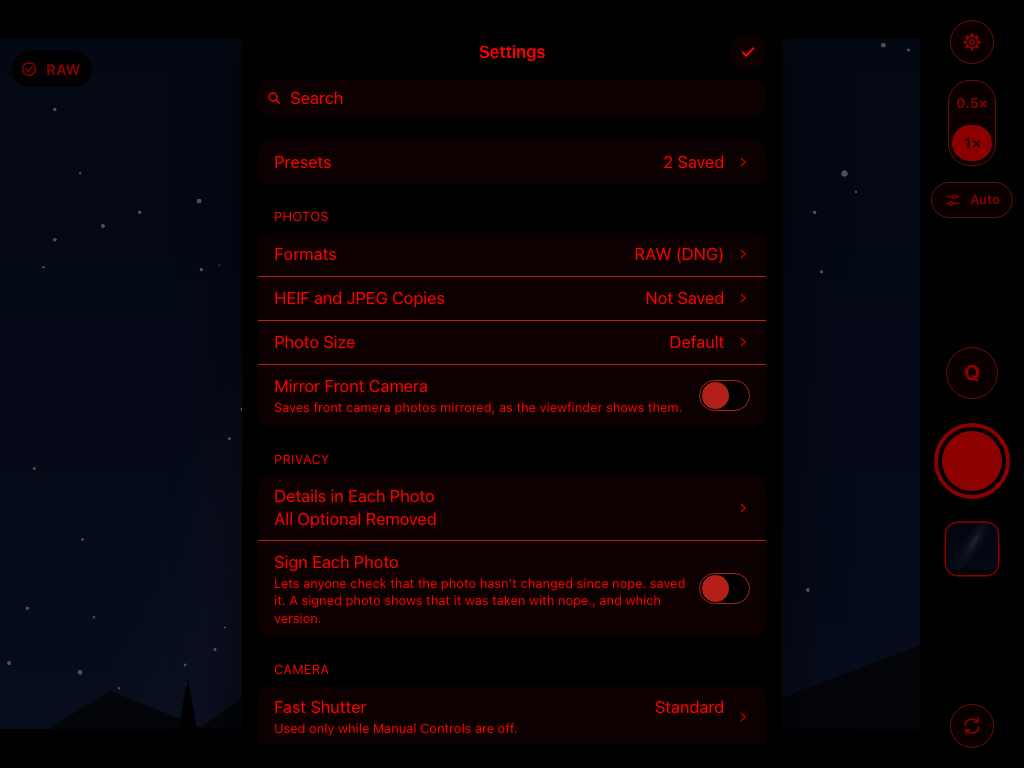 Settings
RAW
Search
0.5×
1×
Presets
2 Saved
Auto
PHOTOS
Formats
RAW (DNG)
HEIF and JPEG Copies
Not Saved
Photo Size
Default
Q
Mirror Front Camera
Saves front camera photos mirrored, as the viewfinder shows them.
PRIVACY
Details in Each Photo
All Optional Removed
Sign Each Photo
Lets anyone check that the photo hasn't changed since nope. saved
it. A signed photo shows that it was taken with nope., and which
version.
CAMERA
Fast Shutter
Standard
Used only while Manual Controls are off.